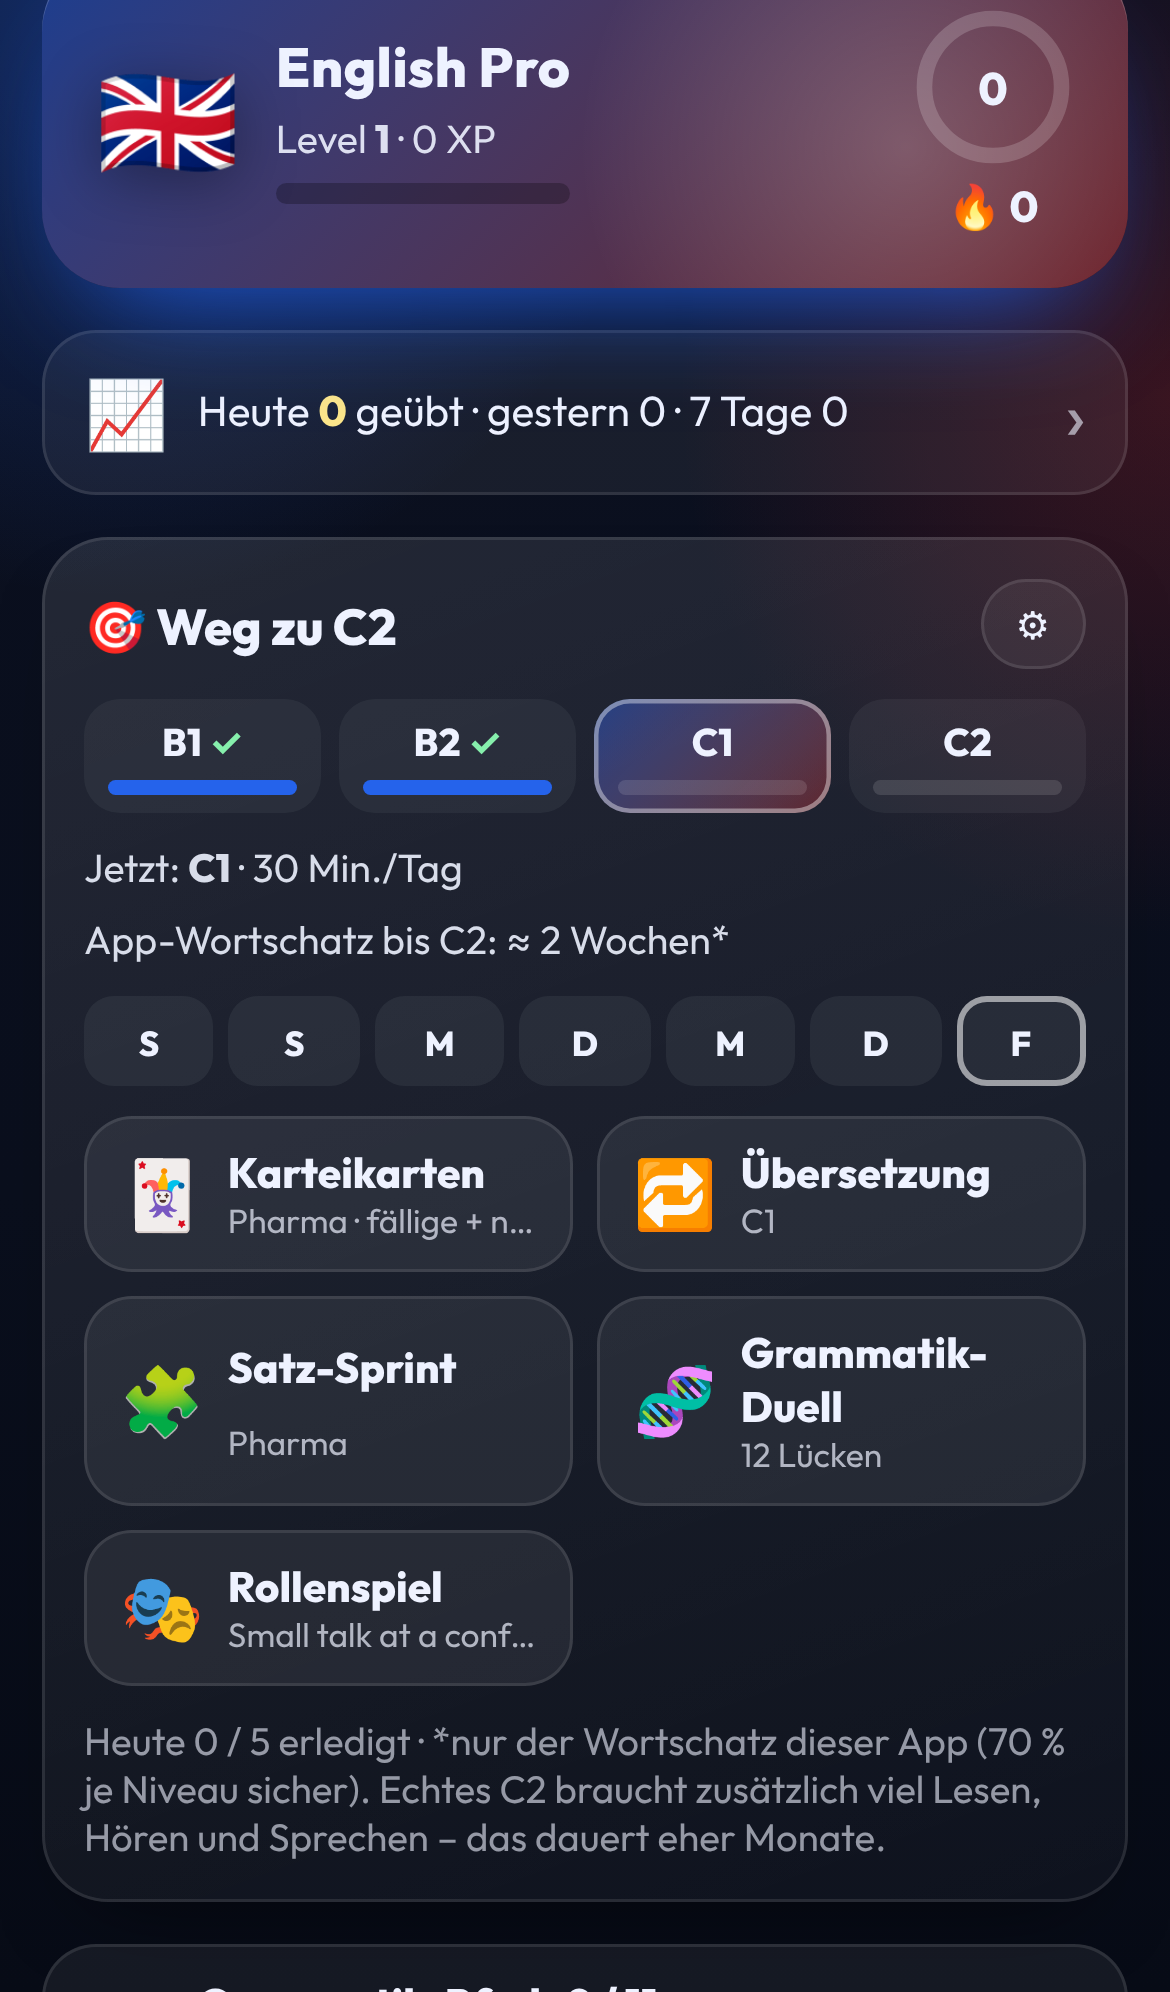 English Pro
Level 1 · 0 XP
0
🔥 0
Heute 0 geübt · gestern 0 · 7 Tage 0 ›
🎯 Weg zu C2 ⚙
B1 ✓ B2 ✓ C1 C2
Jetzt: C1 · 30 Min./Tag
App-Wortschatz bis C2: ≈ 2 Wochen*
S S M D M D F
Karteikarten
Pharma · fällige + n...
Übersetzung
C1
Satz-Sprint
Pharma
Grammatik-
Duell
12 Lücken
Rollenspiel
Small talk at a conf...
Heute 0 / 5 erledigt · *nur der Wortschatz dieser App (70 %
je Niveau sicher). Echtes C2 braucht zusätzlich viel Lesen,
Hören und Sprechen – das dauert eher Monate.